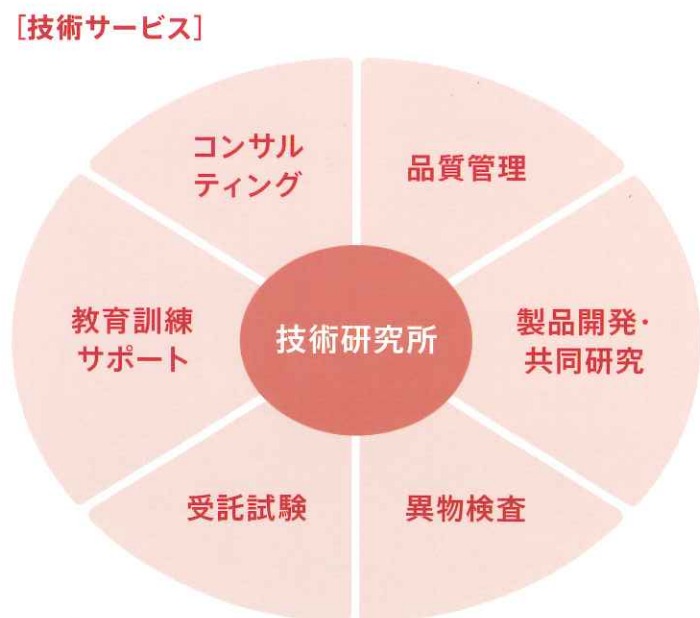 [技術サービス]
コンサル
ティング
品質管理
教育訓練
サポート
技術研究所
製品開発・
共同研究
受託試験
異物検査